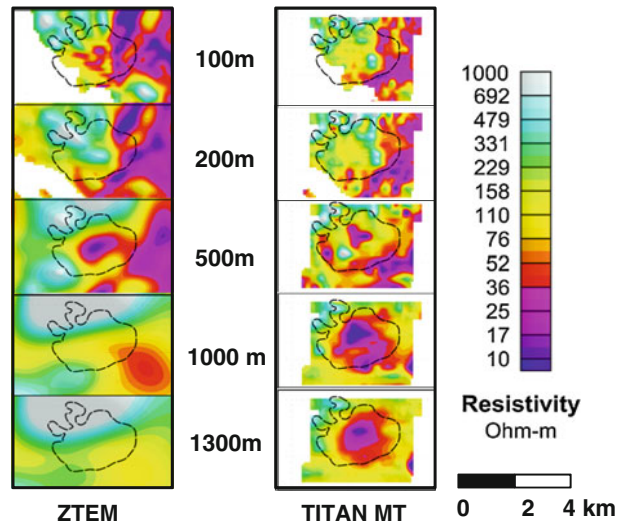 100m
200m
500m
1000 m
1300m
ZTEM
TITAN MT
1000
692
479
331
229
158
110
76
52
36
25
17
10
Resistivity
Ohm-m
0 2 4 km